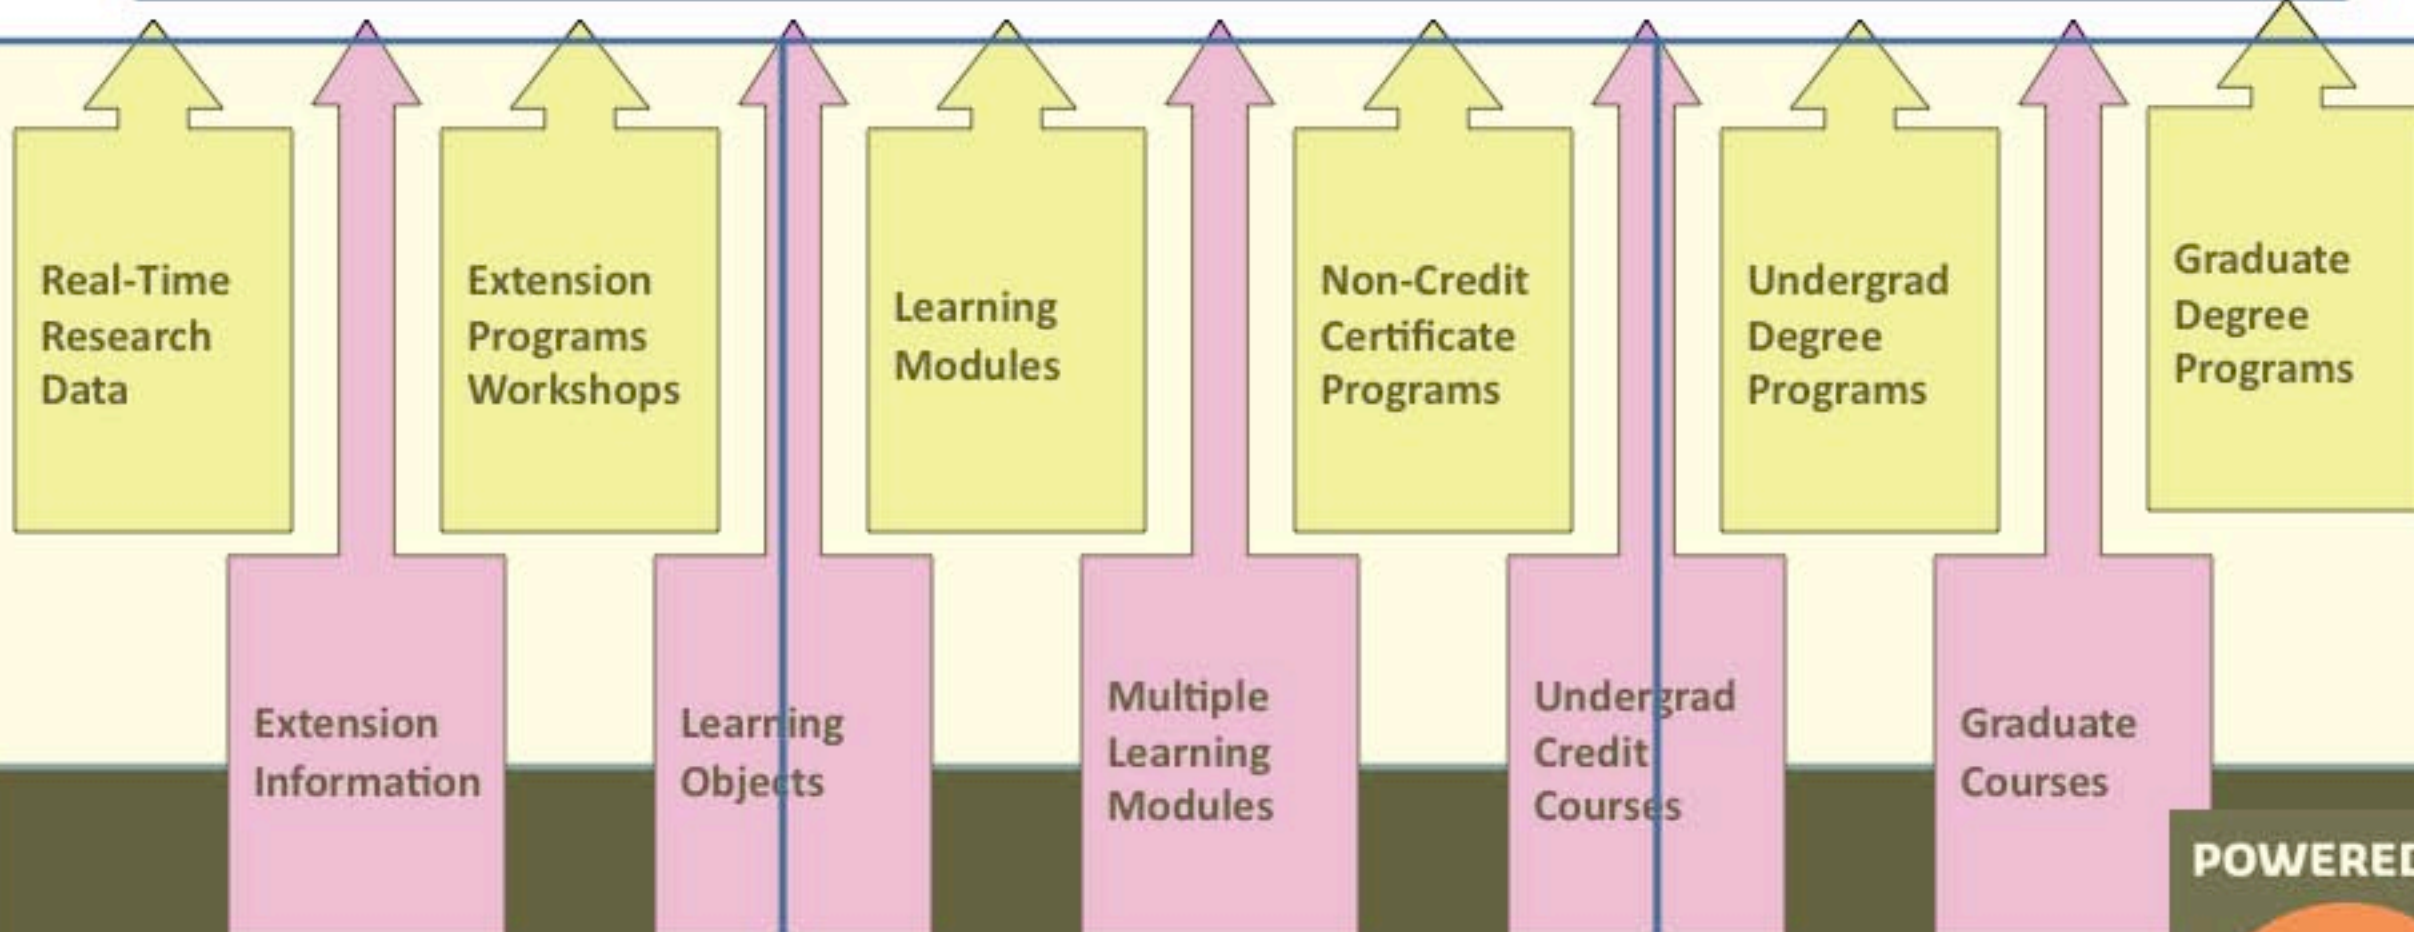 Real-Time
Research
Data
Extension
Programs
Workshops
Learning
Modules
Non-Credit
Certificate
Programs
Undergrad
Degree
Programs
Graduate
Degree
Programs
Extension
Information
Learning
Objects
Multiple
Learning
Modules
Undergrad
Credit
Courses
Graduate
Courses
POWERED